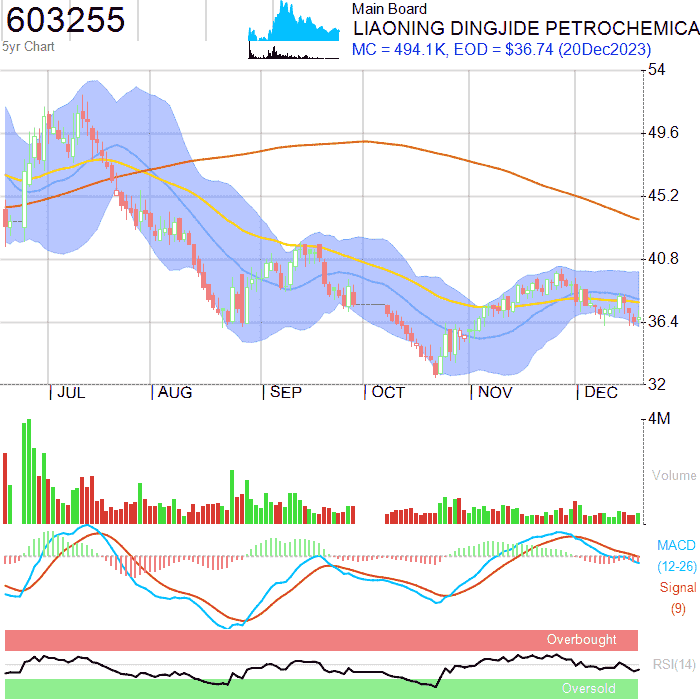 603255
5yr Chart
Main Board
LIAONING DINGJIDE PETROCHEMICA
MC = 494.1K, EOD = $36.74 (20Dec2023)
54
49.6
45.2
40.8
36.4
32
JUL AUG SEP OCT NOV DEC
4M
Volume
MACD
(12-26)
Signal
(9)
Overbought
RSI(14)
Oversold